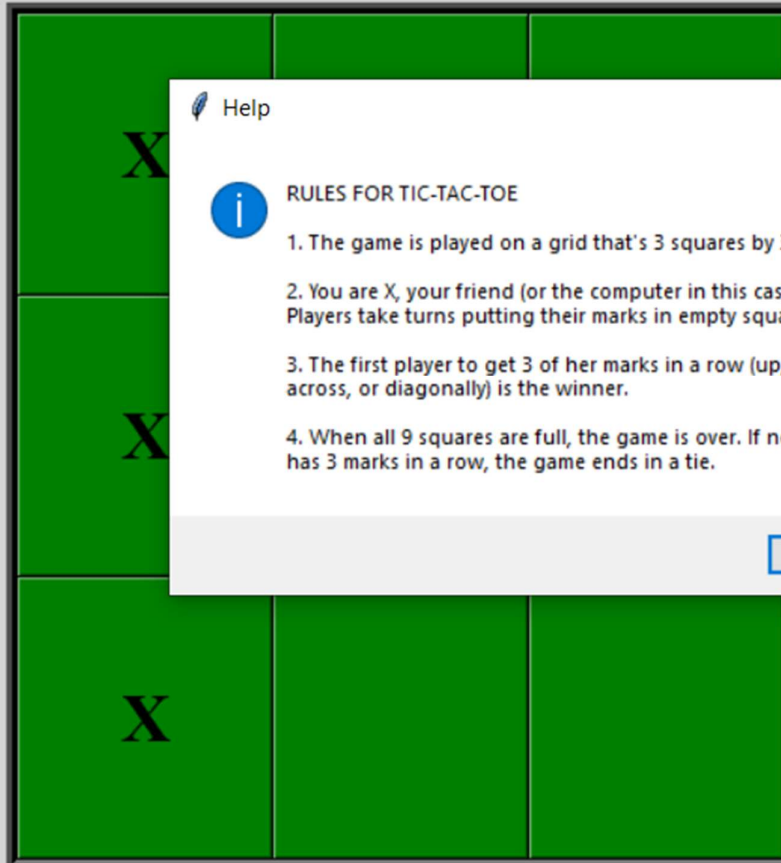 Help
X
i
RULES FOR TIC-TAC-TOE
1. The game is played on a grid that's 3 squares by
2. You are X, your friend (or the computer in this cas
Players take turns putting their marks in empty squa
3. The first player to get 3 of her marks in a row (up,
across, or diagonally) is the winner.
X
4. When all 9 squares are full, the game is over. If n
has 3 marks in a row, the game ends in a tie.
X